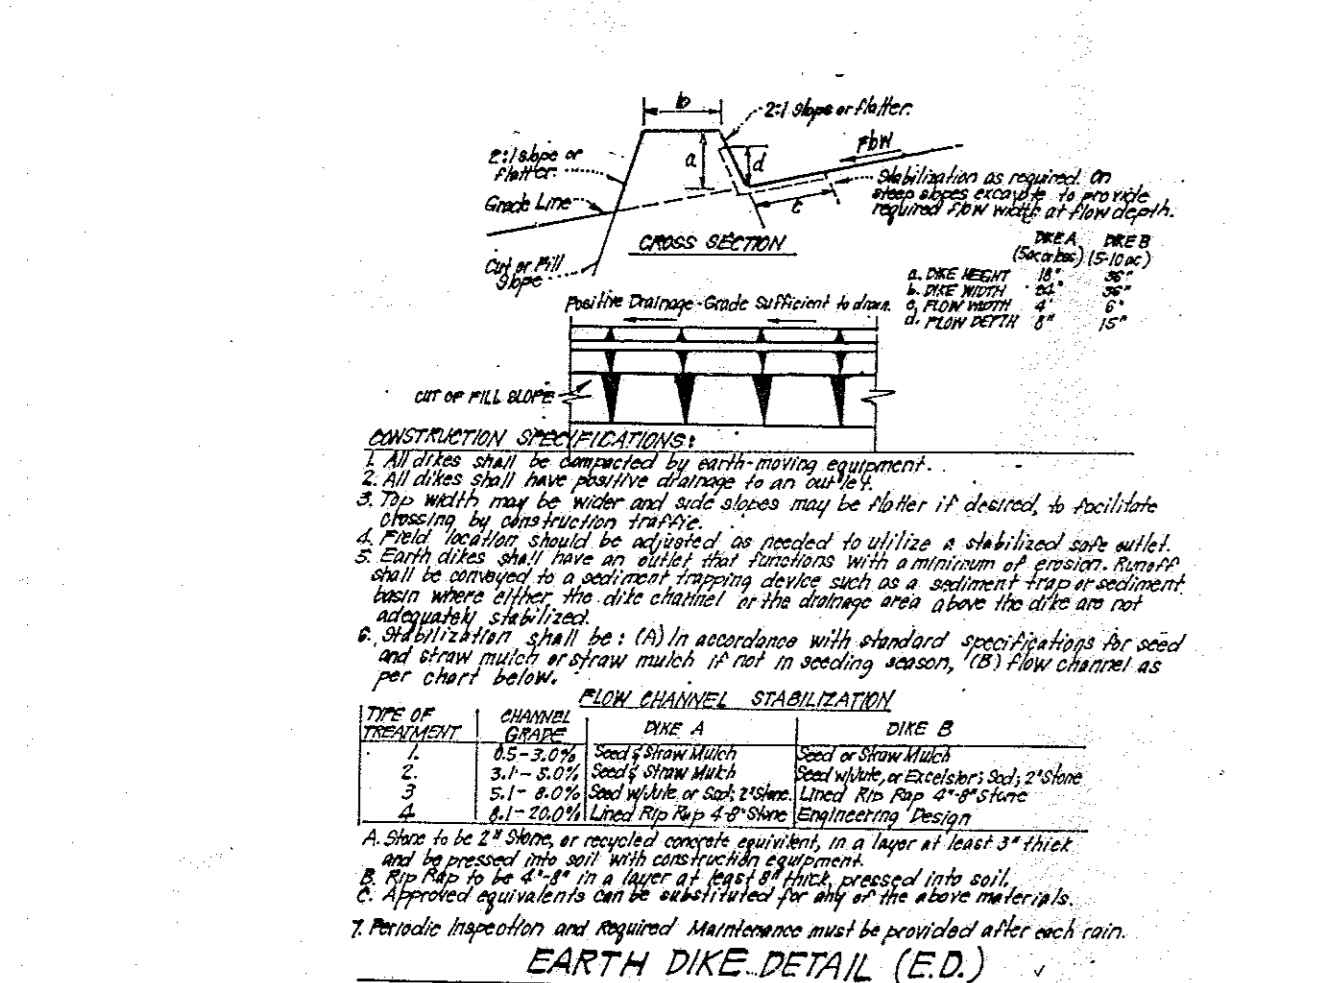 b
2:1 Slope or flatter.
Flow
2:1 slope or
flatter.
a
d
Stabilization as required. On
steep slopes excavate to provide
required flow width at flow depth.
Grade Line
c
CROSS SECTION
Cut or Fill
Slope
DIKE A DIKE B
(5ac or less) (5-10 ac)
a. DIKE HEIGHT 18" 36"
b. DIKE WIDTH 24" 36"
c. FLOW WIDTH 4' 6'
d. FLOW DEPTH 8" 15"
Positive Drainage-Grade Sufficient to drain.
CUT OF FILL SLOPE
CONSTRUCTION SPECIFICATIONS:
1. All dikes shall be compacted by earth-moving equipment.
2. All dikes shall have positive drainage to an outlet.
3. Top width may be wider and side slopes may be flatter if desired, to facilitate
crossing by construction traffic.
4. Field location should be adjusted as needed to utilize a stabilized safe outlet.
5. Earth dikes shall have an outlet that functions with a minimum of erosion. Runoff
shall be conveyed to a sediment trapping device such as a sediment trap or sediment
basin where either the dike channel or the drainage area above the dike are not
adequately stabilized.
6. Stabilization shall be: (A) In accordance with standard specifications for seed
and straw mulch or straw mulch if not in seeding season, (B) flow channel as
per chart below.
FLOW CHANNEL STABILIZATION
TYPE OF TREATMENT CHANNEL GRADE DIKE A DIKE B
1. 0.5-3.0% Seed & Straw Mulch Seed or Straw Mulch
2. 3.1-5.0% Seed & Straw Mulch Seed w/Jute, or Excelsior; Sod; 2" Stone
3 5.1-8.0% Seed w/Jute, or Sod; 2" Stone. Lined Rip Rap 4"-8" Stone
4 8.1-20.0% Lined Rip Rap 4-8" Stone Engineering Design
A. Stone to be 2" Stone, or recycled concrete equivilent, in a layer at least 3" thick
and be pressed into soil with construction equipment.
B. Rip Rap to be 4"-8" in a layer at least 8" thick, pressed into soil.
C. Approved equivalents can be substituted for any of the above materials.
7. Periodic Inspection and Required Maintenance must be provided after each rain.
EARTH DIKE DETAIL (E.D.)